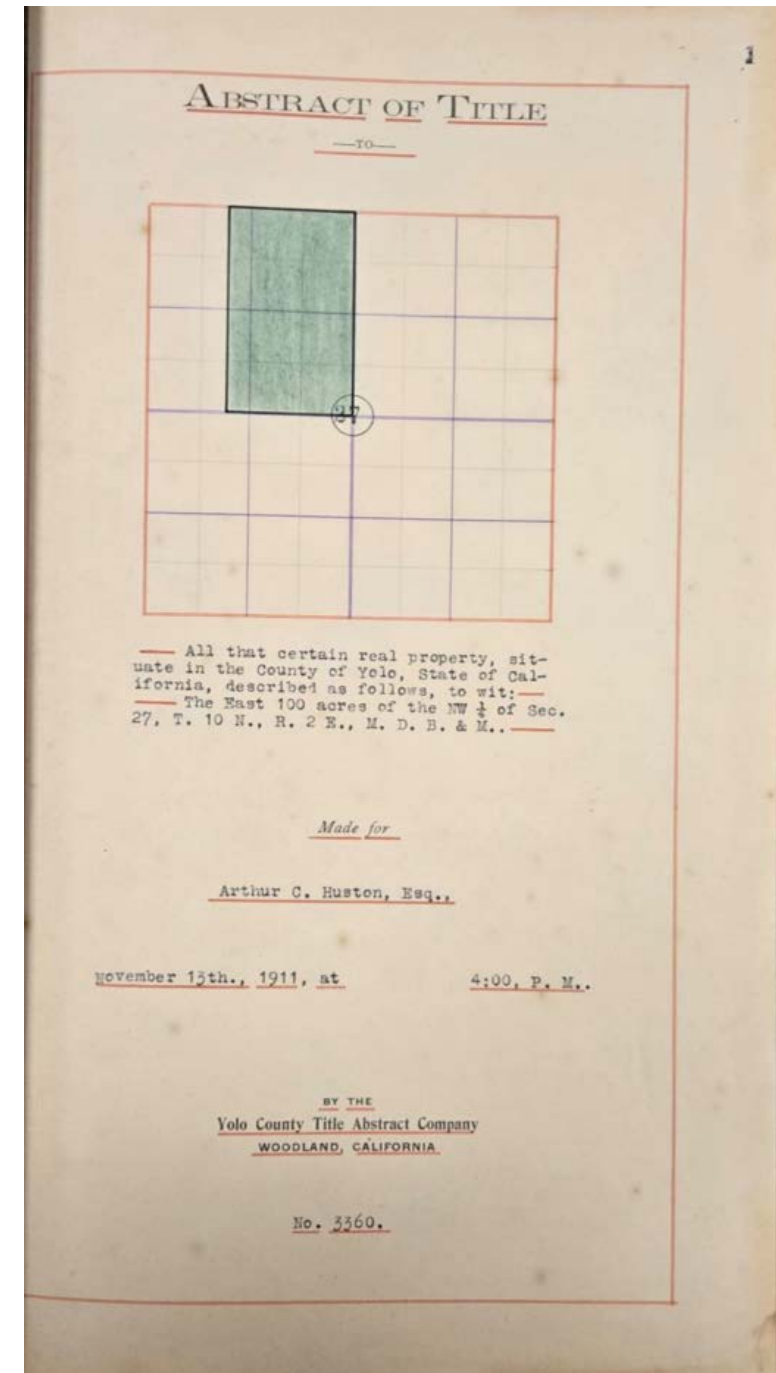 1
ABSTRACT OF TITLE
—TO—
27
— All that certain real property, sit-
uate in the County of Yolo, State of Cal-
ifornia, described as follows, to wit:—
— The East 100 acres of the NW ¼ of Sec.
27, T. 10 N., R. 2 E., M. D. B. & M..—
Made for
Arthur C. Huston, Esq.,
November 13th., 1911, at 4:00, P. M..
BY THE
Yolo County Title Abstract Company
WOODLAND, CALIFORNIA
No. 3360.